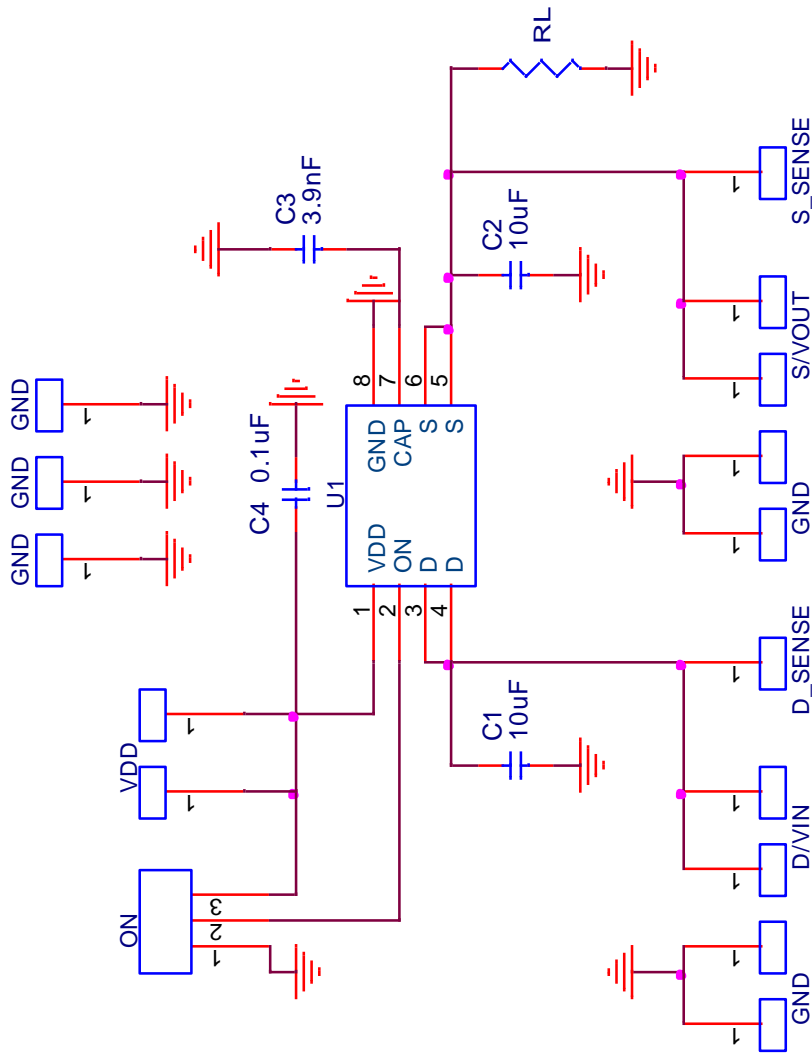 GND
GND
GND
1
1
1
VDD
1
1
ON
1
2
3
C4 0.1uF
C3
3.9nF
U1
1
2
3
4
VDD
ON
D
D
GND
CAP
S
S
8
7
6
5
C1
10uF
C2
10uF
RL
1
1
1
1
1
1
1
1
1
1
GND
D/VIN
D_SENSE
GND
S/VOUT
S_SENSE